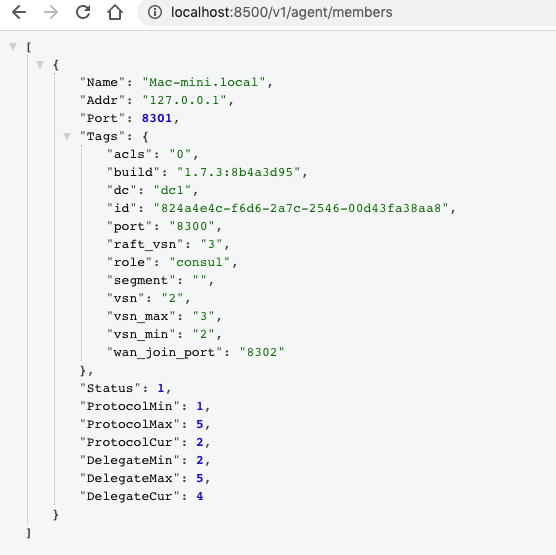 localhost:8500/v1/agent/members
[
{
"Name": "Mac-mini.local",
"Addr": "127.0.0.1",
"Port": 8301,
"Tags": {
"acls": "0",
"build": "1.7.3:8b4a3d95",
"dc": "dc1",
"id": "824a4e4c-f6d6-2a7c-2546-00d43fa38aa8",
"port": "8300",
"raft_vsn": "3",
"role": "consul",
"segment": "",
"vsn": "2",
"vsn_max": "3",
"vsn_min": "2",
"wan_join_port": "8302"
},
"Status": 1,
"ProtocolMin": 1,
"ProtocolMax": 5,
"ProtocolCur": 2,
"DelegateMin": 2,
"DelegateMax": 5,
"DelegateCur": 4
}
]